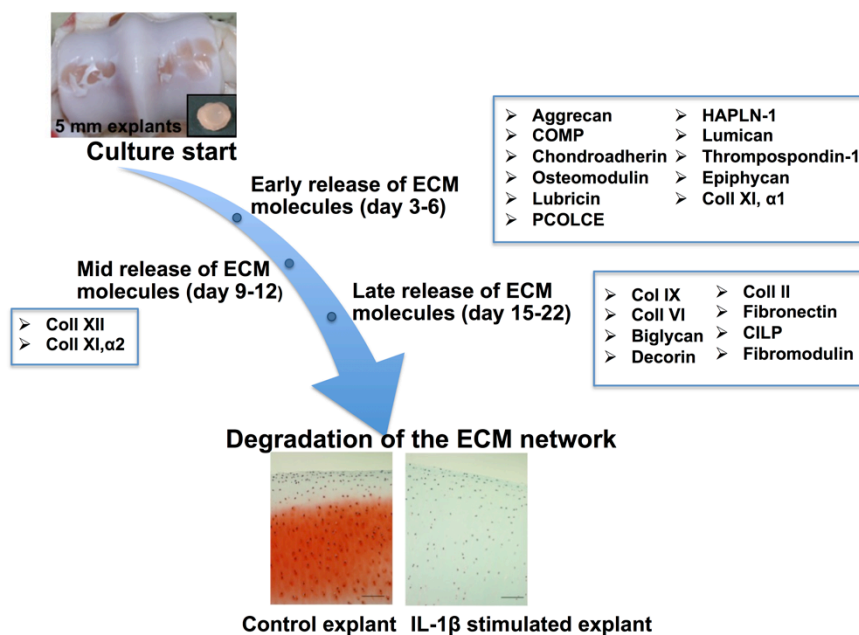 5 mm explants
Culture start
Early release of ECM
molecules (day 3-6)
➢ Aggrecan
➢ COMP
➢ Chondroadherin
➢ Osteomodulin
➢ Lubricin
➢ PCOLCE
➢ HAPLN-1
➢ Lumican
➢ Thrompospondin-1
➢ Epiphycan
➢ Coll XI, α1
Mid release of ECM
molecules (day 9-12)
➢ Coll XII
➢ Coll XI,α2
Late release of ECM
molecules (day 15-22)
➢ Col IX
➢ Coll VI
➢ Biglycan
➢ Decorin
➢ Coll II
➢ Fibronectin
➢ CILP
➢ Fibromodulin
Degradation of the ECM network
Control explant
IL-1β stimulated explant